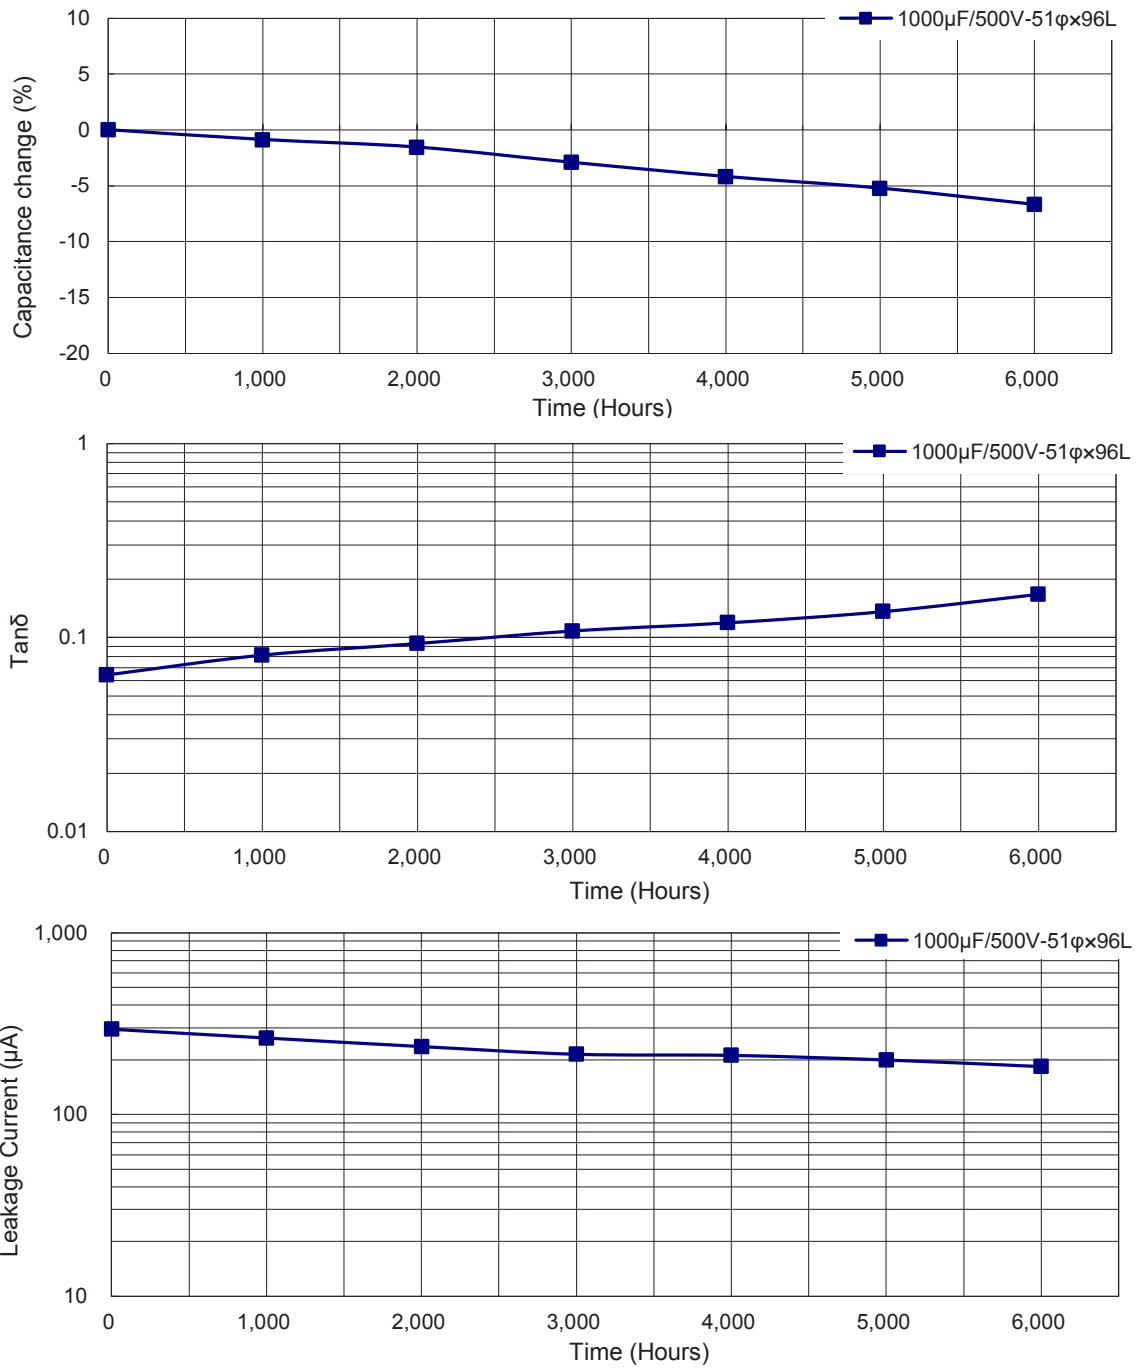 1000μF/500V-51φ×96L
10
5
0
-5
-10
-15
-20
Capacitance change (%)
0 1,000 2,000 3,000 4,000 5,000 6,000
Time (Hours)
1000μF/500V-51φ×96L
1
0.1
0.01
Tanδ
0 1,000 2,000 3,000 4,000 5,000 6,000
Time (Hours)
1000μF/500V-51φ×96L
1,000
100
10
Leakage Current (μA)
0 1,000 2,000 3,000 4,000 5,000 6,000
Time (Hours)